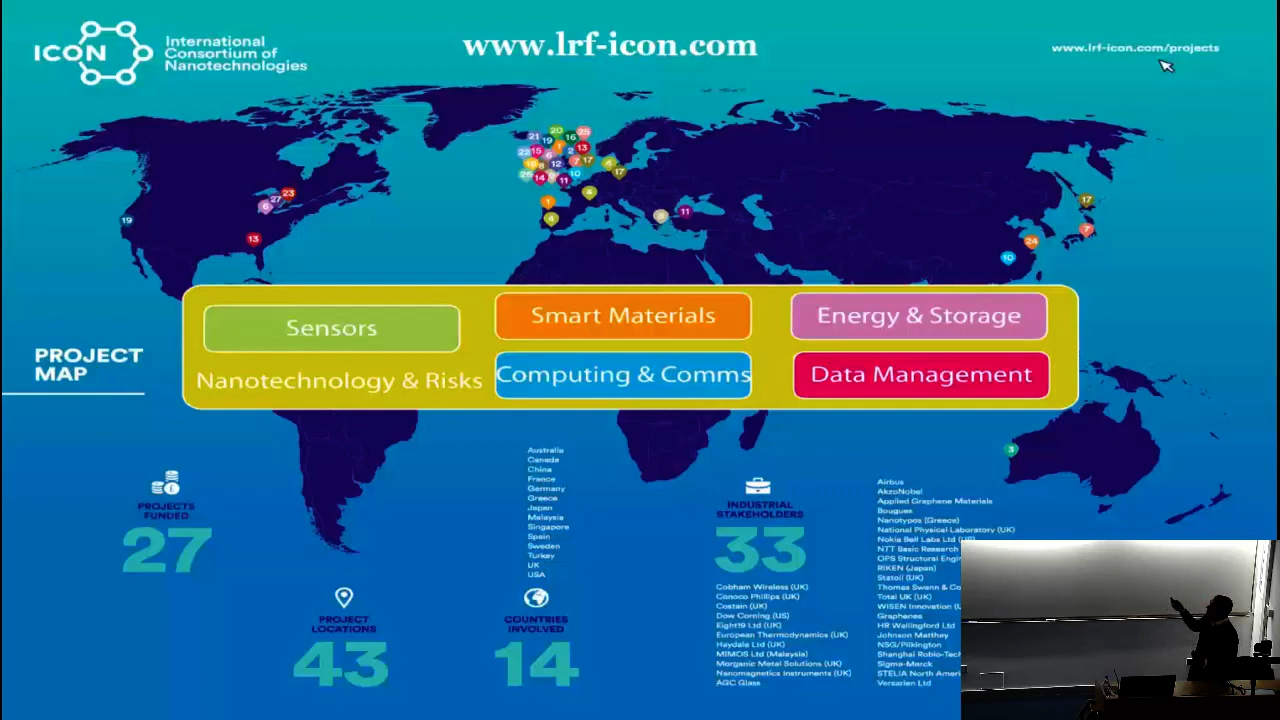 ICON
International
Consortium of
Nanotechnologies
www.lrf-icon.com
www.lrf-icon.com/projects
Sensors
Smart Materials
Energy & Storage
Nanotechnology & Risks
Computing & Comms
Data Management
PROJECT
MAP
PROJECTS
FUNDED
27
PROJECT
LOCATIONS
43
Australia
Canada
China
France
Germany
Greece
Japan
Malaysia
Singapore
Spain
Sweden
Turkey
UK
USA
COUNTRIES
INVOLVED
14
INDUSTRIAL
STAKEHOLDERS
33
Cobham Wireless (UK)
Conoco Phillips (UK)
Costain (UK)
Dow Corning (US)
Eight19 Ltd (UK)
European Thermodynamics (UK)
Haydale Ltd (UK)
MIMOS Ltd (Malaysia)
Morganic Metal Solutions (UK)
Nanomagnetics Instruments (UK)
AGC Glass
Airbus
AkzoNobel
Applied Graphene Materials
Bouygues
Nanotypos (Greece)
National Physical Laboratory (UK)
Nokia Bell Labs Ltd
NTT Basic Research
OPS Structural
RIKEN (Japan)
Statoil (UK)
Thomas Swann & Co
Total UK (UK)
WISEN Innovation
Graphenea
HR Wallingford Ltd
Johnson Matthey
NSG/Pilkington
Shanghai Robio-Tech
Sigma-Merck
STELIA North
Versarien Ltd